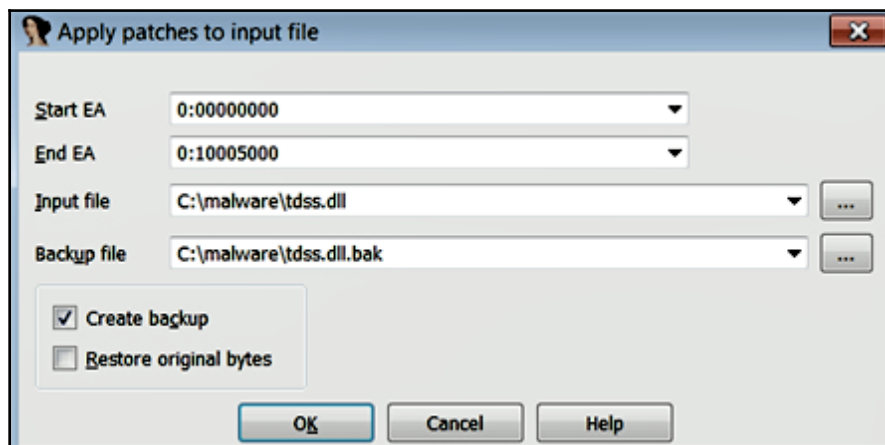 Apply patches to input file
Start EA 0:00000000
End EA 0:10005000
Input file C:\malware\tdss.dll ...
Backup file C:\malware\tdss.dll.bak ...
Create backup
Restore original bytes
OK Cancel Help